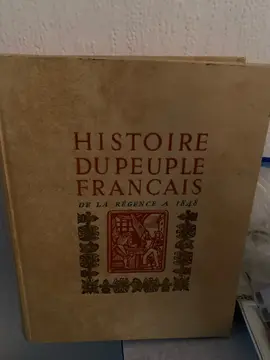 HISTOIRE
DU PEUPLE
FRANÇAIS
DE LA RÉGENCE A 1848